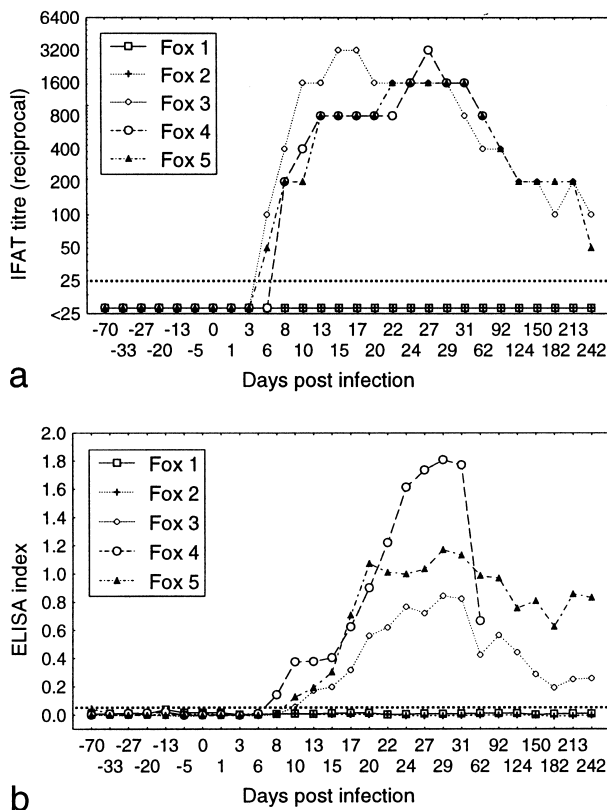 6400
3200
1600
800
400
200
100
50
25
<25
IFAT titre (reciprocal)
Fox 1
Fox 2
Fox 3
Fox 4
Fox 5
-70 -27 -13 0 3 8 13 17 22 27 31 92 150 213
-33 -20 -5 1 6 10 15 20 24 29 62 124 182 242
Days post infection
a
2.0
1.8
1.6
1.4
1.2
1.0
0.8
0.6
0.4
0.2
0.0
ELISA index
Fox 1
Fox 2
Fox 3
Fox 4
Fox 5
-70 -27 -13 0 3 8 13 17 22 27 31 92 150 213
-33 -20 -5 1 6 10 15 20 24 29 62 124 182 242
Days post infection
b